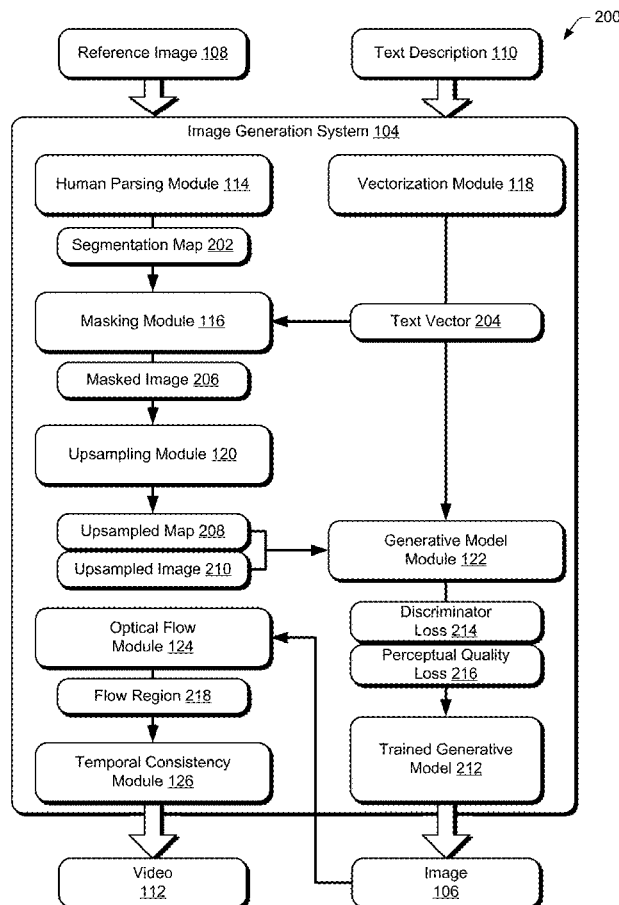 200
Reference Image 108
Text Description 110
Image Generation System 104
Human Parsing Module 114
Vectorization Module 118
Segmentation Map 202
Masking Module 116
Text Vector 204
Masked Image 206
Upsampling Module 120
Upsampled Map 208
Upsampled Image 210
Generative Model
Module 122
Optical Flow
Module 124
Discriminator
Loss 214
Perceptual Quality
Loss 216
Flow Region 218
Temporal Consistency
Module 126
Trained Generative
Model 212
Video
112
Image
106